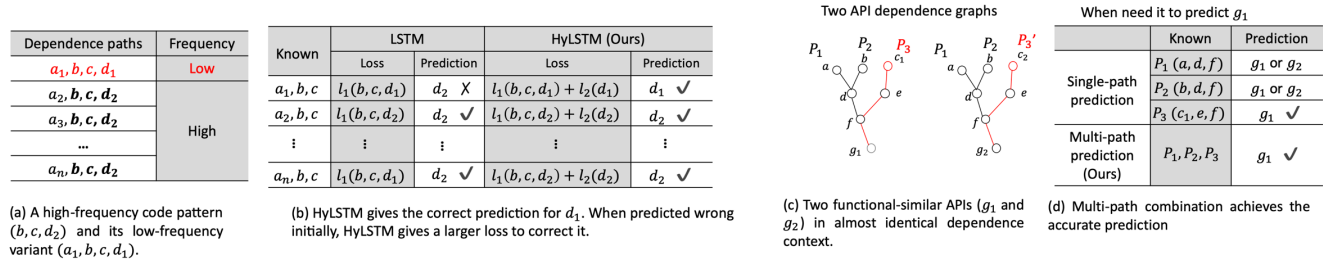 Dependence paths Frequency
a₁, b, c, d₁ Low
a₂, b, c, d₂ High
a₃, b, c, d₂
...
aₙ, b, c, d₂
(a) A high-frequency code pattern
(b, c, d₂) and its low-frequency
variant (a₁, b, c, d₁).
Known LSTM HyLSTM (Ours)
Loss Prediction Loss Prediction
a₁, b, c l₁(b, c, d₁) d₂ ✗ l₁(b, c, d₁) + l₂(d₁) d₁ ✓
a₂, b, c l₁(b, c, d₂) d₂ ✓ l₁(b, c, d₂) + l₂(d₂) d₂ ✓
⋮ ⋮ ⋮ ⋮ ⋮
aₙ, b, c l₁(b, c, d₂) d₂ ✓ l₁(b, c, d₂) + l₂(d₂) d₂ ✓
(b) HyLSTM gives the correct prediction for d₁. When predicted wrong
initially, HyLSTM gives a larger loss to correct it.
Two API dependence graphs
P₁ P₂ P₃ P₁ P₂ P₃'
a b c₁ a b c₂
d e d e
f f
g₁ g₂
(c) Two functional-similar APIs (g₁ and
g₂) in almost identical dependence
context.
When need it to predict g₁
Known Prediction
Single-path
prediction
P₁ (a, d, f) g₁ or g₂
P₂ (b, d, f) g₁ or g₂
P₃ (c₁, e, f) g₁ ✓
Multi-path
prediction
(Ours)
P₁, P₂, P₃ g₁ ✓
(d) Multi-path combination achieves the
accurate prediction